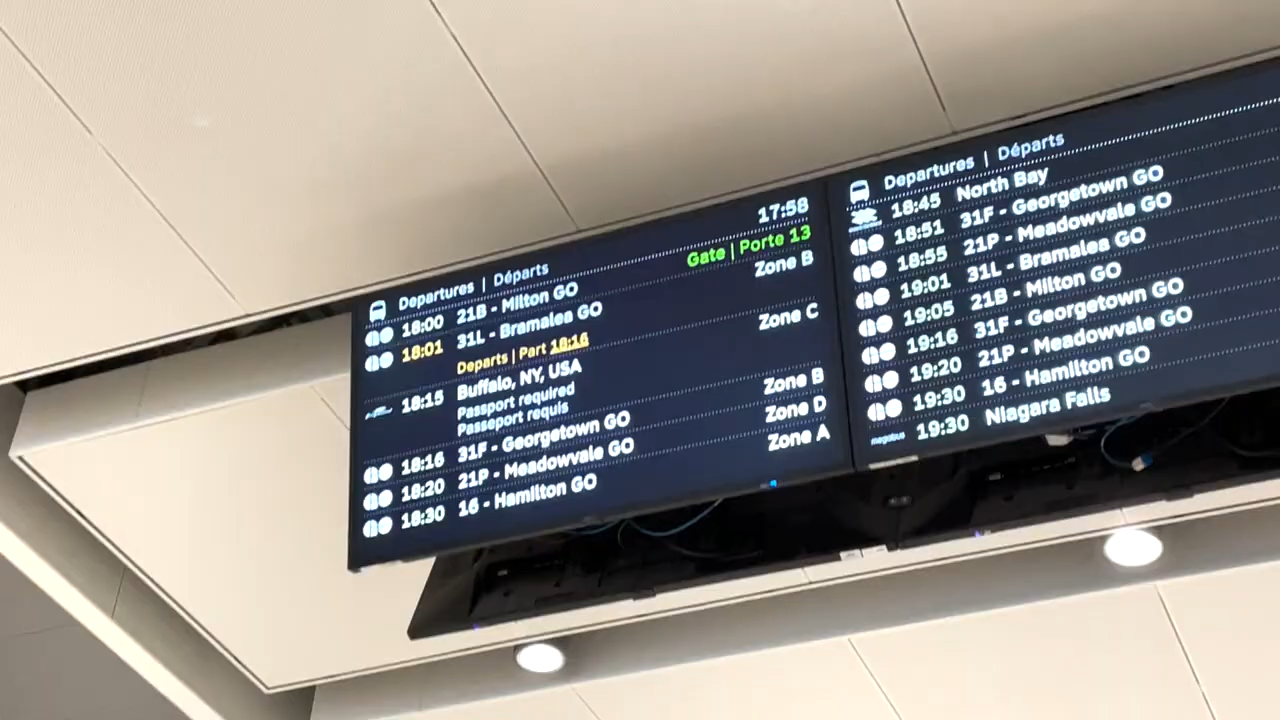 17:58
Departures | Départs
18:00 21B - Milton GO Gate | Porte 13
18:01 31L - Bramalea GO Zone B
Departs | Part 18:16
18:15 Buffalo, NY, USA Zone C
Passport required
Passeport requis
18:16 31F - Georgetown GO Zone B
18:20 21P - Meadowvale GO Zone D
18:30 16 - Hamilton GO Zone A
Departures | Départs
18:45 North Bay
18:51 31F - Georgetown GO
18:55 21P - Meadowvale GO
19:01 31L - Bramalea GO
19:05 21B - Milton GO
19:16 31F - Georgetown GO
19:20 21P - Meadowvale GO
19:30 16 - Hamilton GO
megabus 19:30 Niagara Falls